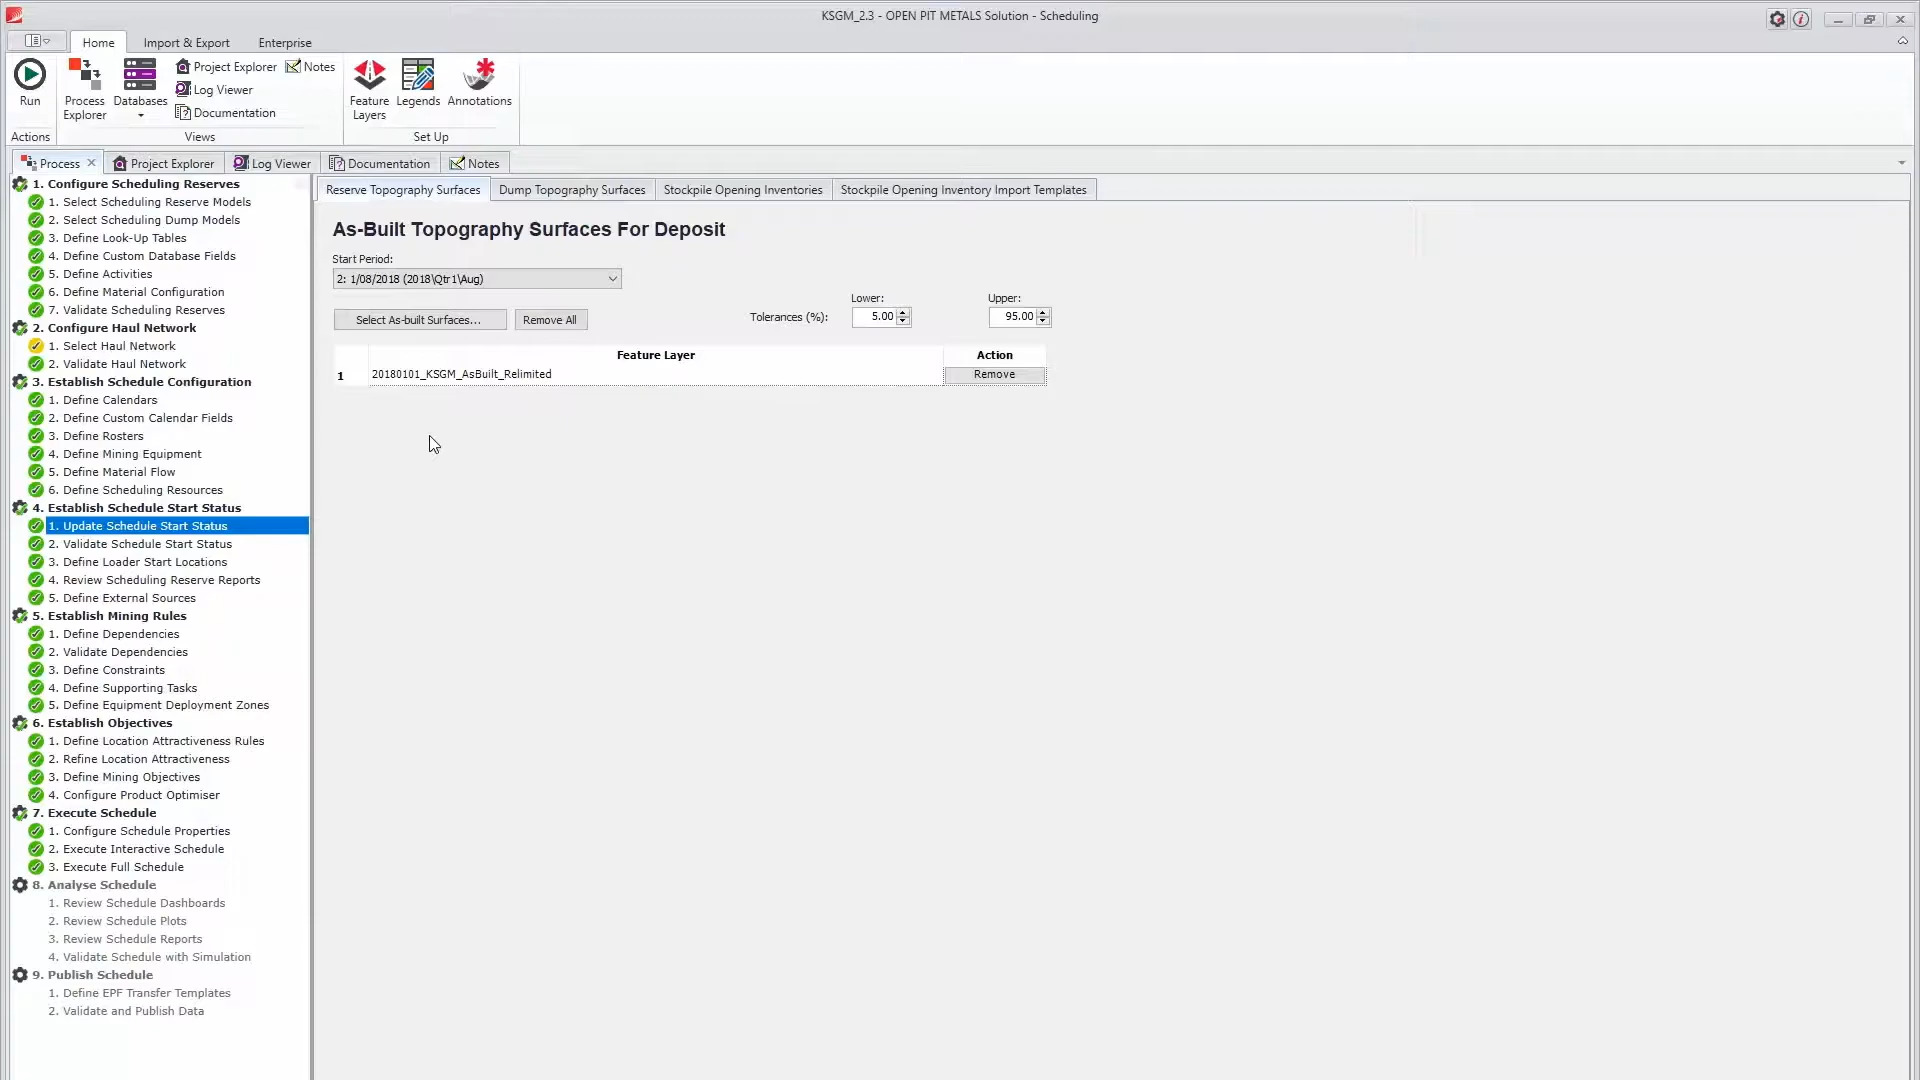 KSGM_2.3 - OPEN PIT METALS Solution - Scheduling
Home Import & Export Enterprise
Run
Process Explorer
Databases
Project Explorer
Notes
Log Viewer
Documentation
Feature Layers
Legends
Annotations
Actions Views Set Up
Process Project Explorer Log Viewer Documentation Notes
1. Configure Scheduling Reserves
1. Select Scheduling Reserve Models
2. Select Scheduling Dump Models
3. Define Look-Up Tables
4. Define Custom Database Fields
5. Define Activities
6. Define Material Configuration
7. Validate Scheduling Reserves
2. Configure Haul Network
1. Select Haul Network
2. Validate Haul Network
3. Establish Schedule Configuration
1. Define Calendars
2. Define Custom Calendar Fields
3. Define Rosters
4. Define Mining Equipment
5. Define Material Flow
6. Define Scheduling Resources
4. Establish Schedule Start Status
1. Update Schedule Start Status
2. Validate Schedule Start Status
3. Define Loader Start Locations
4. Review Scheduling Reserve Reports
5. Define External Sources
5. Establish Mining Rules
1. Define Dependencies
2. Validate Dependencies
3. Define Constraints
4. Define Supporting Tasks
5. Define Equipment Deployment Zones
6. Establish Objectives
1. Define Location Attractiveness Rules
2. Refine Location Attractiveness
3. Define Mining Objectives
4. Configure Product Optimiser
7. Execute Schedule
1. Configure Schedule Properties
2. Execute Interactive Schedule
3. Execute Full Schedule
8. Analyse Schedule
1. Review Schedule Dashboards
2. Review Schedule Plots
3. Review Schedule Reports
4. Validate Schedule with Simulation
9. Publish Schedule
1. Define EPF Transfer Templates
2. Validate and Publish Data
Reserve Topography Surfaces Dump Topography Surfaces Stockpile Opening Inventories Stockpile Opening Inventory Import Templates
As-Built Topography Surfaces For Deposit
Start Period:
2: 1/08/2018 (2018\Qtr1\Aug)
Lower: Upper:
Select As-built Surfaces... Remove All Tolerances (%): 5.00 95.00
Feature Layer Action
1 20180101_KSGM_AsBuilt_Relimited Remove